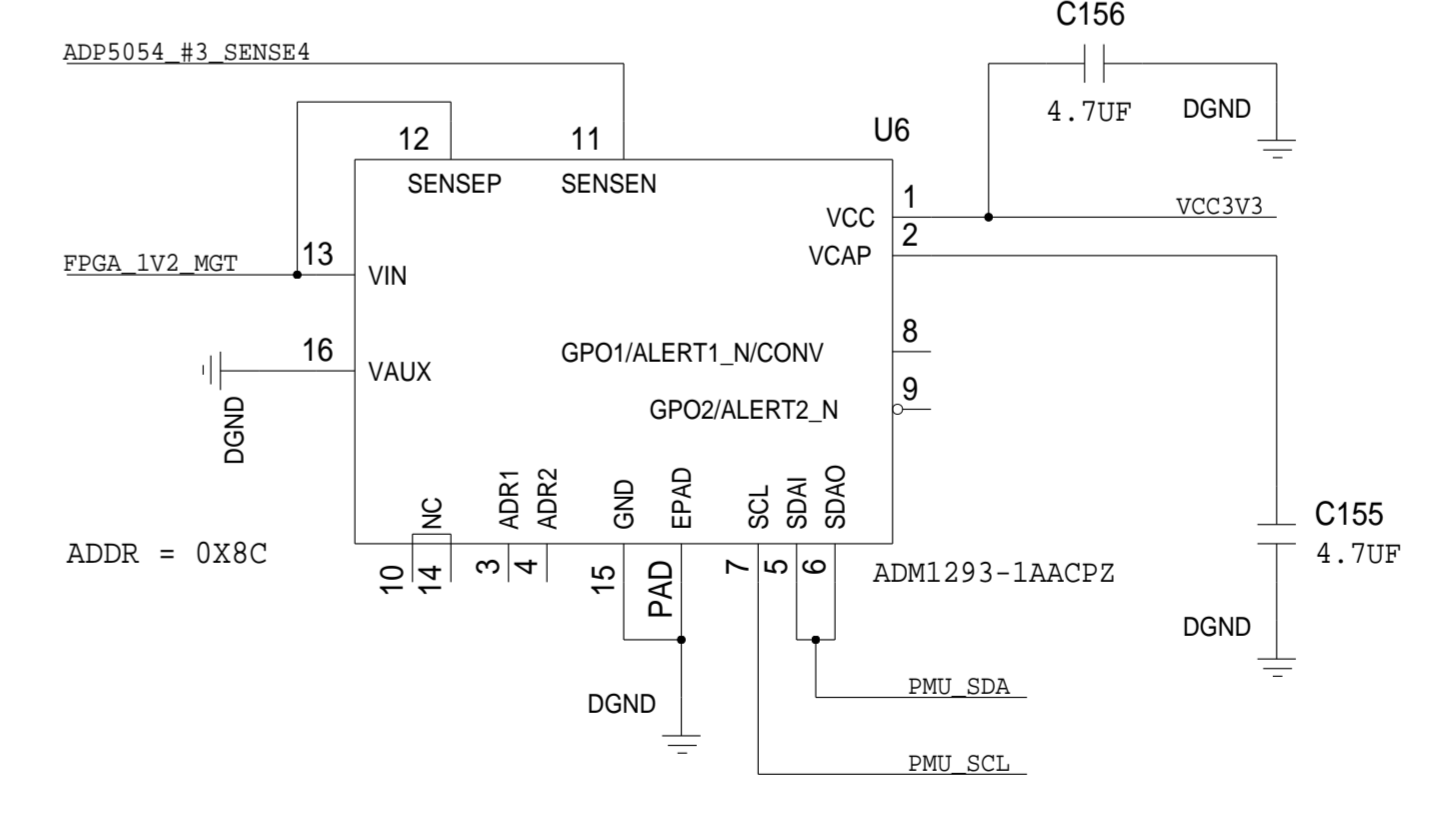 C156
ADP5054_#3_SENSE4
4.7UF
DGND
U6
12
11
SENSEP
SENSEN
1
VCC
VCC3V3
2
VCAP
13
FPGA_1V2_MGT
VIN
8
GPO1/ALERT1_N/CONV
16
VAUX
9
GPO2/ALERT2_N
DGND
NC
ADR1
ADR2
GND
EPAD
SCL
SDAI
SDAO
C155
4.7UF
ADDR = 0X8C
10
14
3
4
15
PAD
7
5
6
ADM1293-1AACPZ
DGND
PMU_SDA
DGND
PMU_SCL